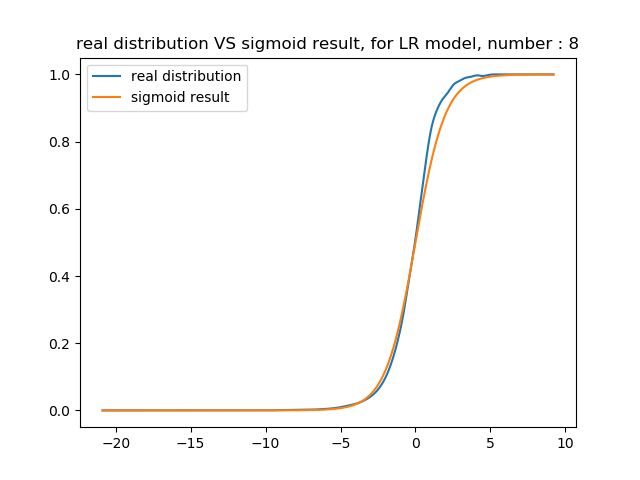 real distribution VS sigmoid result, for LR model, number : 8
real distribution
sigmoid result
1.0
0.8
0.6
0.4
0.2
0.0
−20 −15 −10 −5 0 5 10